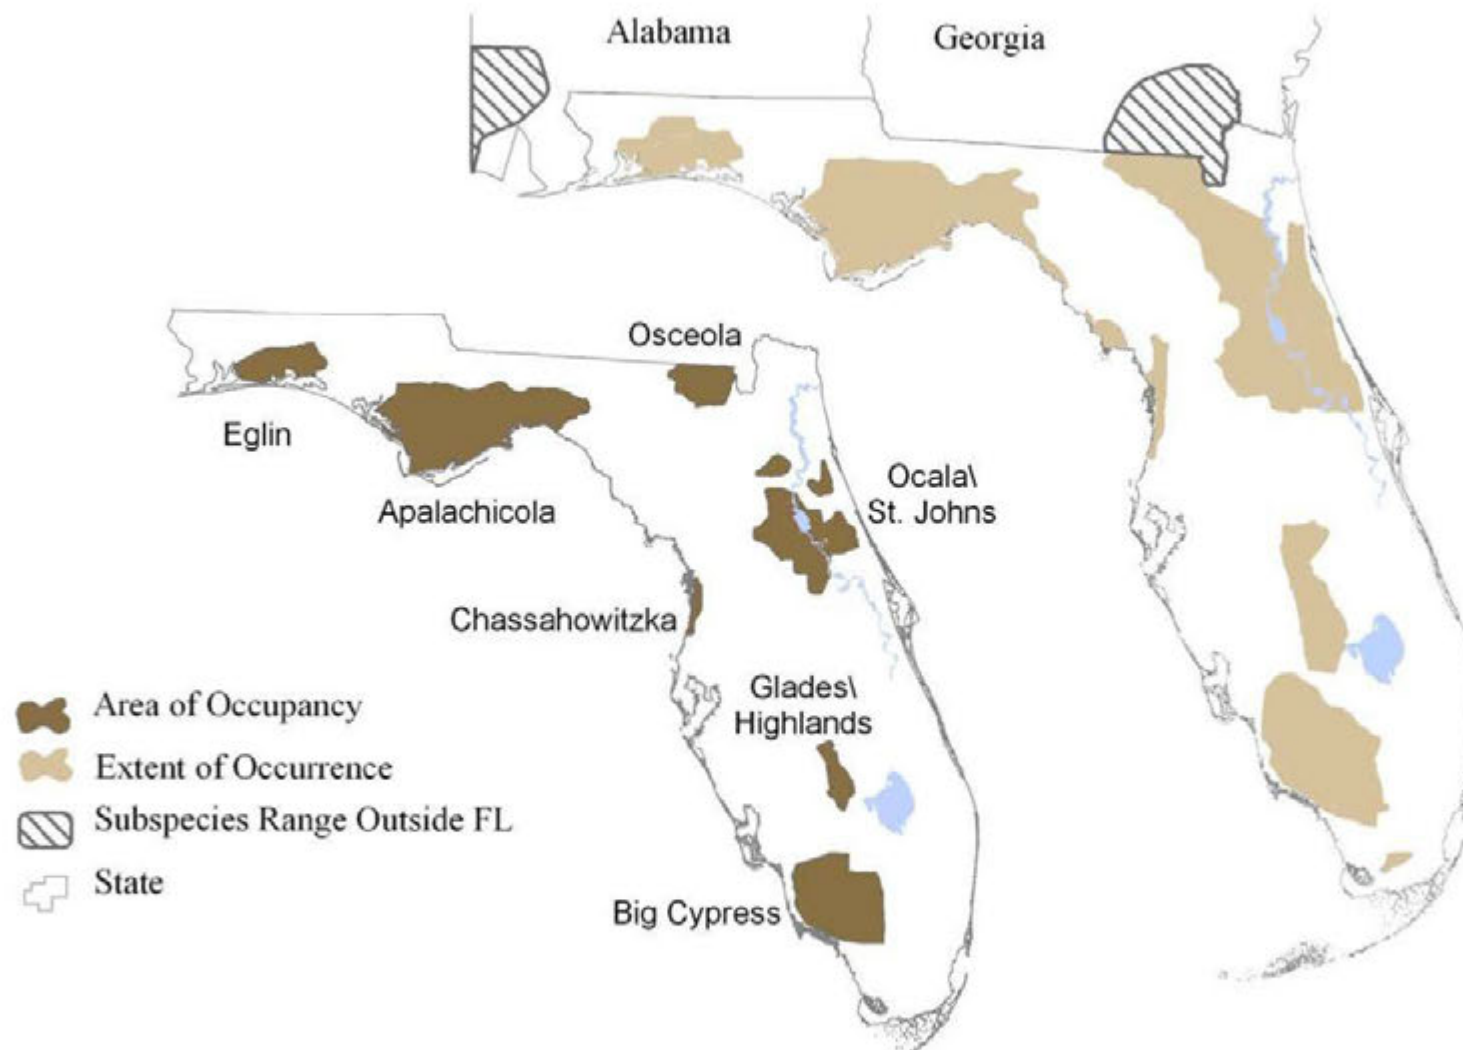 Alabama
Georgia
Osceola
Eglin
Apalachicola
Ocala\
St. Johns
Chassahowitzka
Glades\
Highlands
Big Cypress
Area of Occupancy
Extent of Occurrence
Subspecies Range Outside FL
State